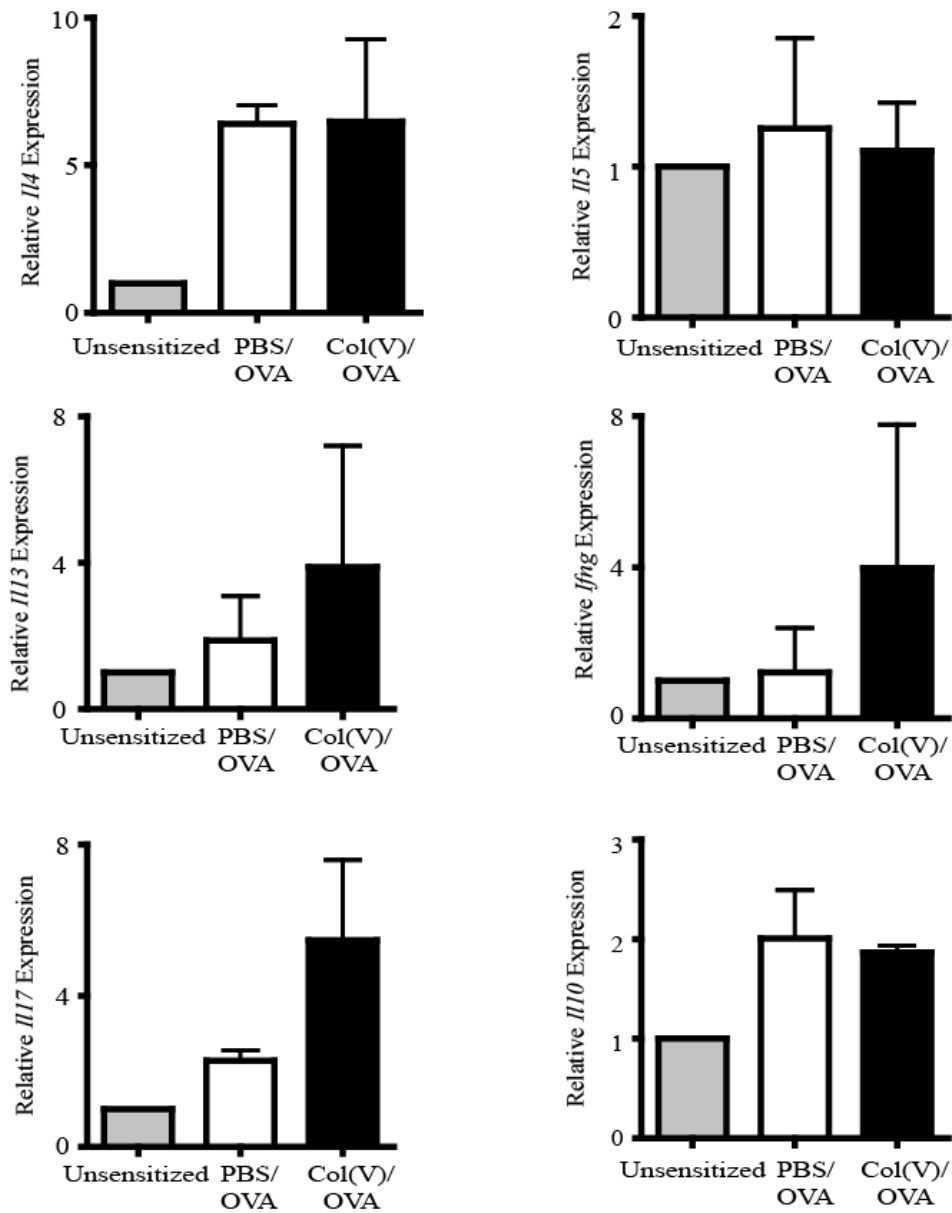 Relative Il4 Expression
10
5
0
Unsensitized PBS/ Col(V)/
OVA OVA
Relative Il5 Expression
2
1
0
Unsensitized PBS/ Col(V)/
OVA OVA
Relative Il13 Expression
8
4
0
Unsensitized PBS/ Col(V)/
OVA OVA
Relative Ifng Expression
8
4
0
Unsensitized PBS/ Col(V)/
OVA OVA
Relative Il17 Expression
8
4
0
Unsensitized PBS/ Col(V)/
OVA OVA
Relative Il10 Expression
3
2
1
0
Unsensitized PBS/ Col(V)/
OVA OVA